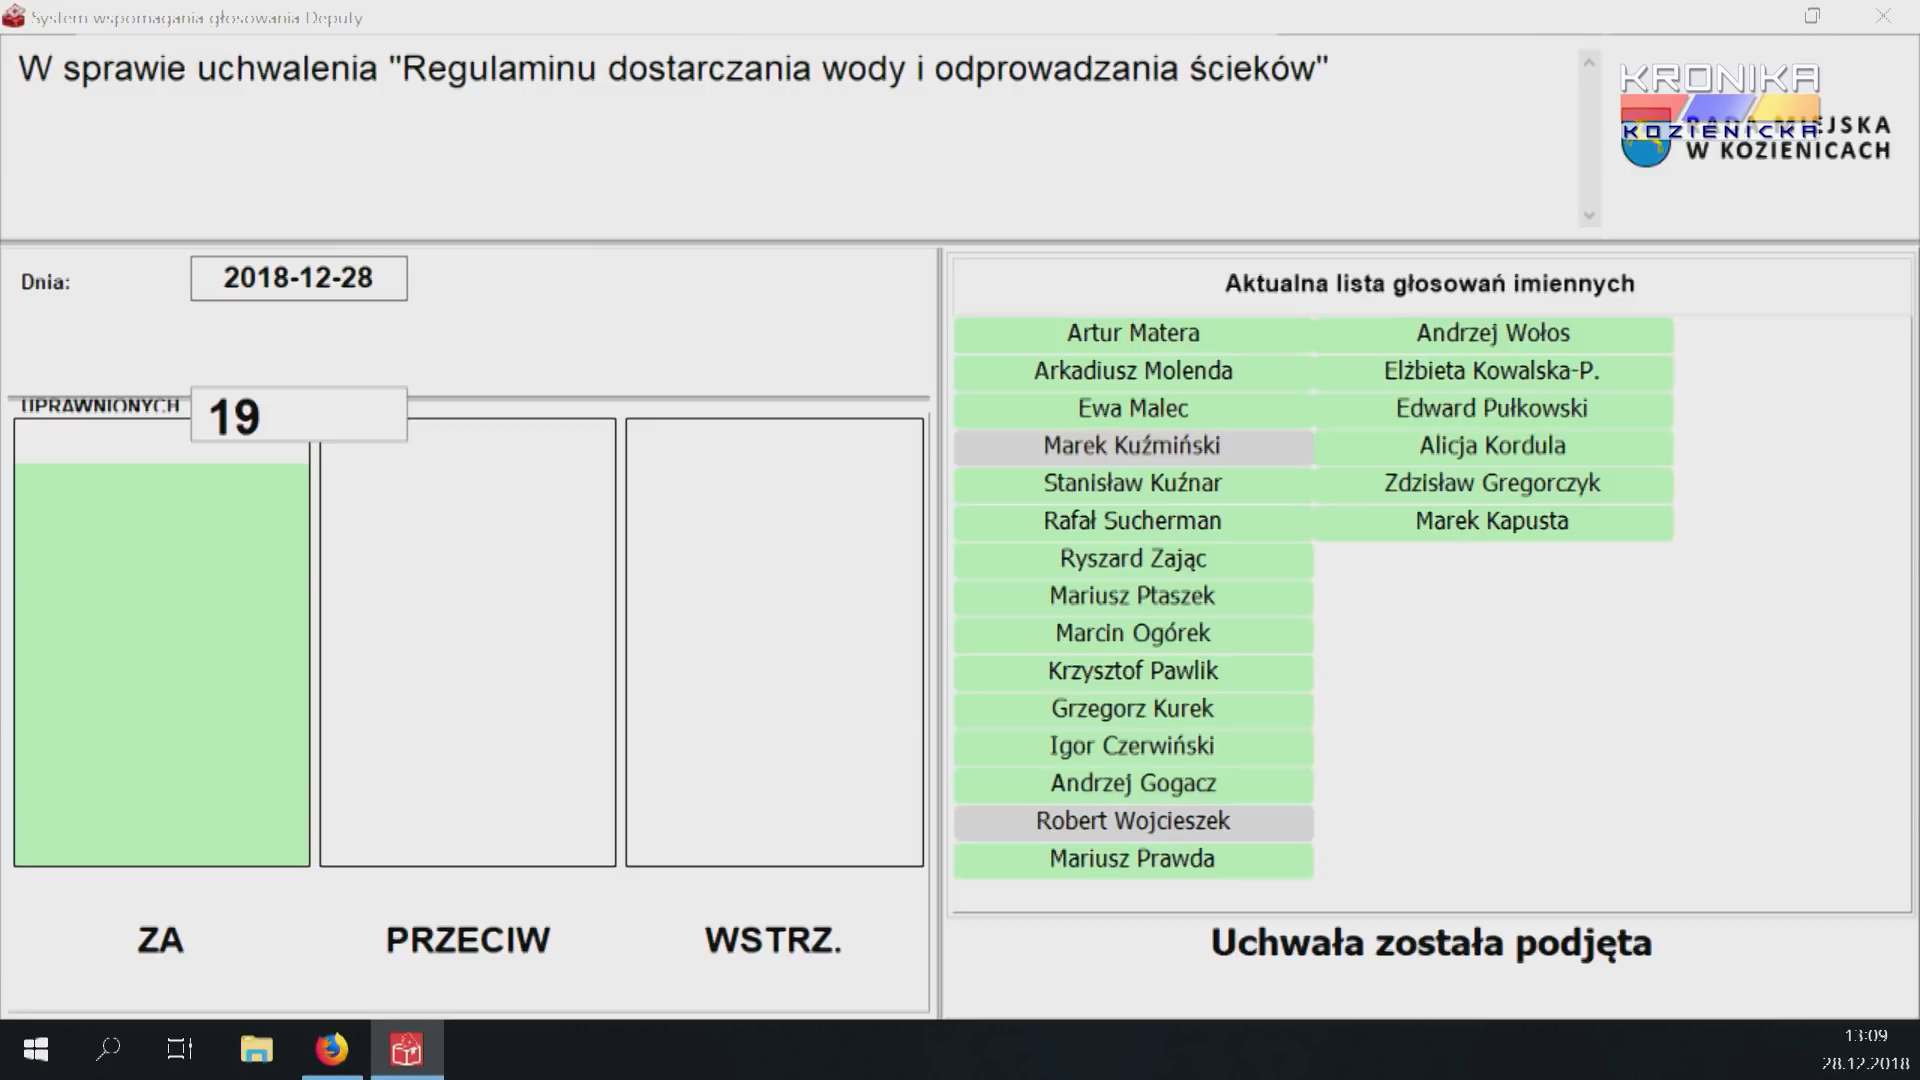 System wspomagania głosowania Deputy
W sprawie uchwalenia "Regulaminu dostarczania wody i odprowadzania ścieków"
KRONIKA
KOZIENICKA
MIEJSKA
W KOZIENICACH
Dnia:
2018-12-28
UPRAWNIONYCH
19
ZA
PRZECIW
WSTRZ.
Aktualna lista głosowań imiennych
Artur Matera
Arkadiusz Molenda
Ewa Malec
Marek Kuźmiński
Stanisław Kuźnar
Rafał Sucherman
Ryszard Zając
Mariusz Ptaszek
Marcin Ogórek
Krzysztof Pawlik
Grzegorz Kurek
Igor Czerwiński
Andrzej Gogacz
Robert Wojcieszek
Mariusz Prawda
Andrzej Wołos
Elżbieta Kowalska-P.
Edward Pułkowski
Alicja Kordula
Zdzisław Gregorczyk
Marek Kapusta
Uchwała została podjęta
13:09
28.12.2018